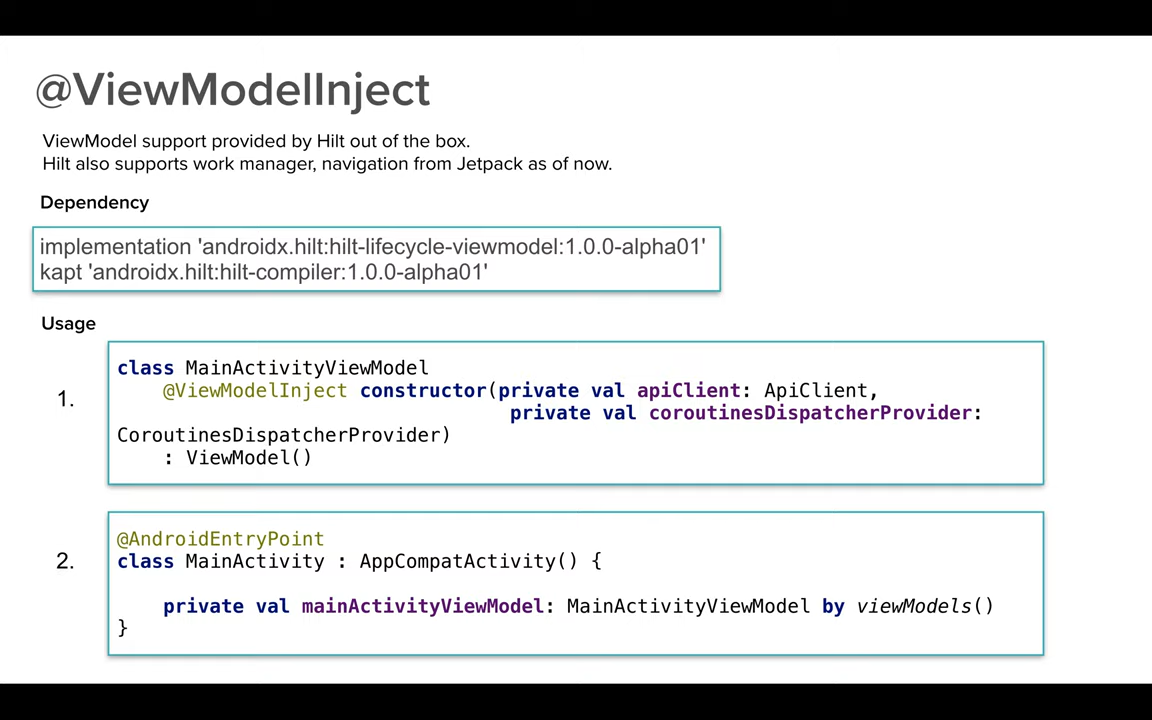 @ViewModelInject
ViewModel support provided by Hilt out of the box.
Hilt also supports work manager, navigation from Jetpack as of now.
Dependency
implementation 'androidx.hilt:hilt-lifecycle-viewmodel:1.0.0-alpha01'
kapt 'androidx.hilt:hilt-compiler:1.0.0-alpha01'
Usage
1.
class MainActivityViewModel
    @ViewModelInject constructor(private val apiClient: ApiClient,
                                  private val coroutinesDispatcherProvider:
CoroutinesDispatcherProvider)
    : ViewModel()
2.
@AndroidEntryPoint
class MainActivity : AppCompatActivity() {
    private val mainActivityViewModel: MainActivityViewModel by viewModels()
}